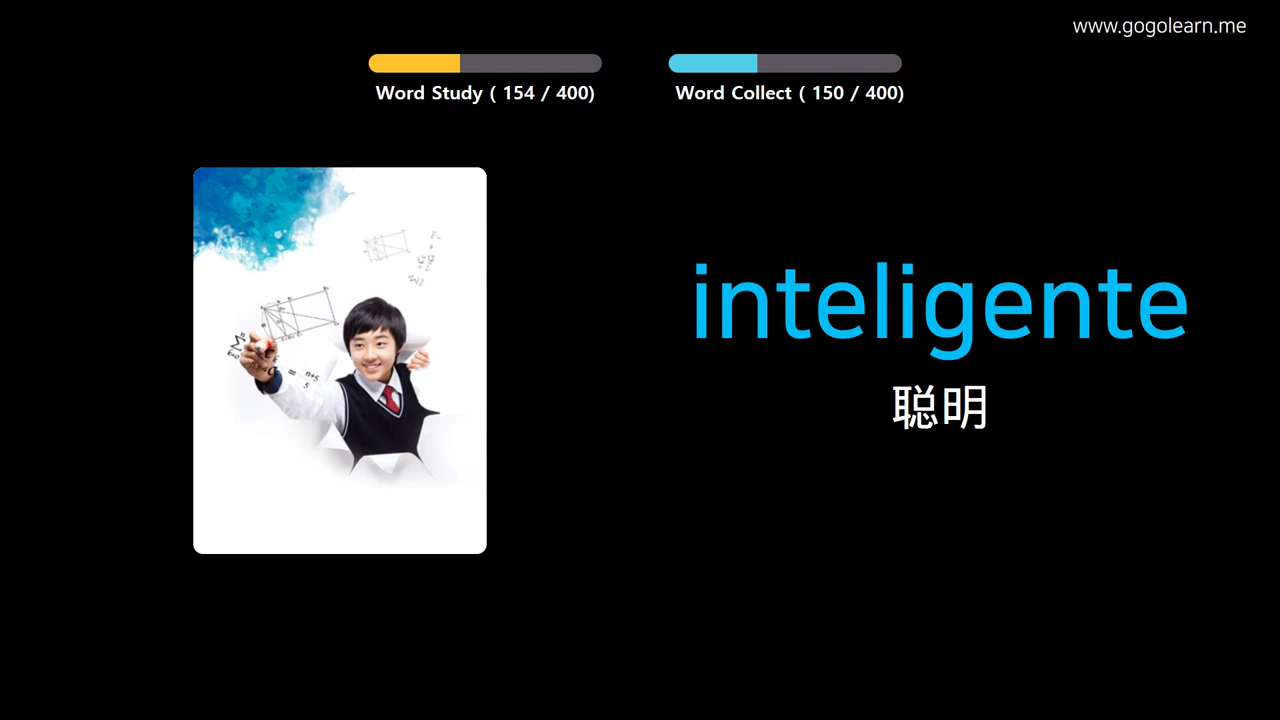 www.gogolearn.me
Word Study ( 154 / 400)
Word Collect ( 150 / 400)
inteligente
聪明